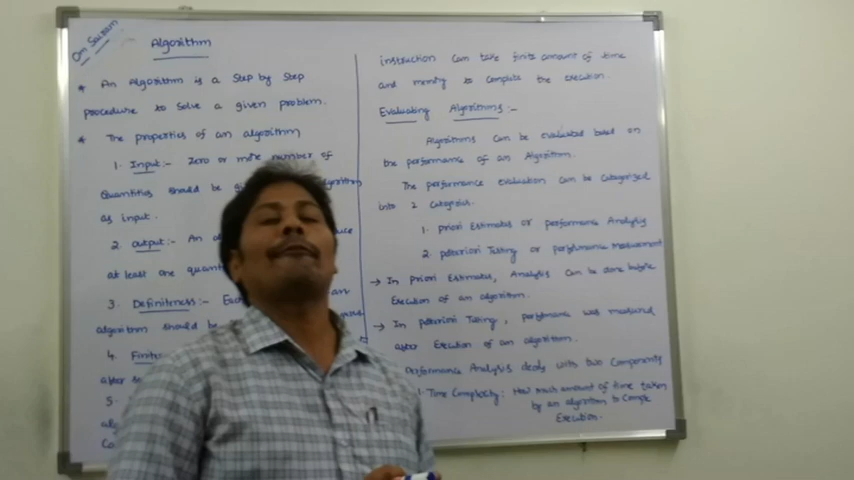 Om Sairam
Algorithm
* An Algorithm is a step by step
procedure to solve a given problem.
* The properties of an algorithm
1. Input:- Zero or more number of
Quantities should be
as input.
2. output:- An
at least one
3. Definiteness:- Each
algorithm should be
4.
after
5.
instruction can take finite amount of time
and memory to complete the execution.
Evaluating Algorithms:-
Algorithms can be evaluated based on
the performance of an Algorithm.
The performance evaluation can be categorized
into 2 categories.
1. priori Estimates or performance Analysis
2. posteriori Testing or performance Measurement
→ In priori Estimates, Analysis can be done before
Execution of an algorithm.
→ In posteriori Testing, performance was measured
after Execution of an algorithm.
Performance Analysis deals with two Components
1. Time Complexity: How much amount of time taken
by an algorithm to Complete
Execution.